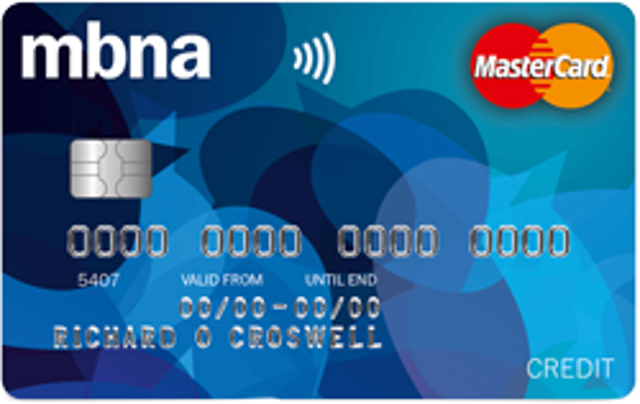 mbna
MasterCard
0000 0000 0000 0000
5407 VALID FROM UNTIL END
00/00-00/00
RICHARD O CROSWELL
CREDIT